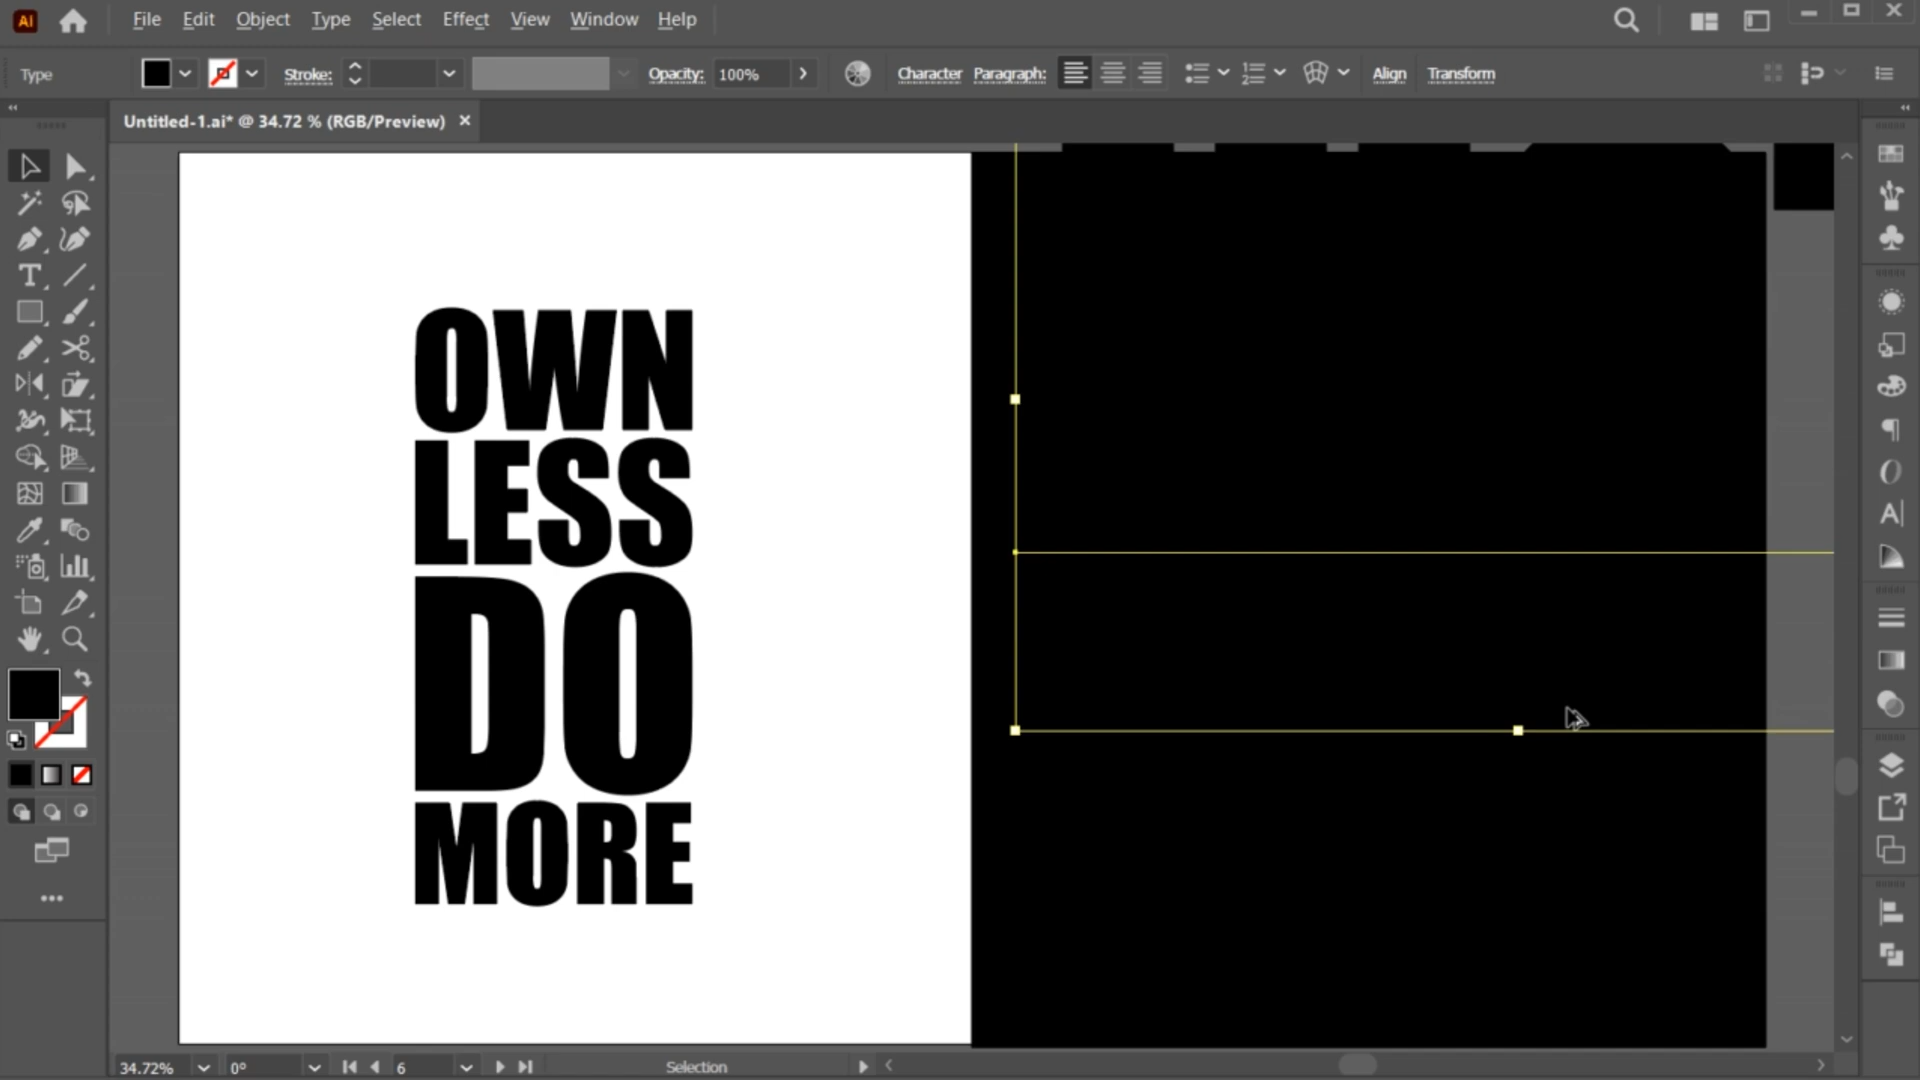 Ai File Edit Object Type Select Effect View Window Help
Type Stroke: Opacity: 100% Character Paragraph: Align Transform
Untitled-1.ai* @ 34.72 % (RGB/Preview) ×
OWN
LESS
DO
MORE
34.72% 0° 6 Selection